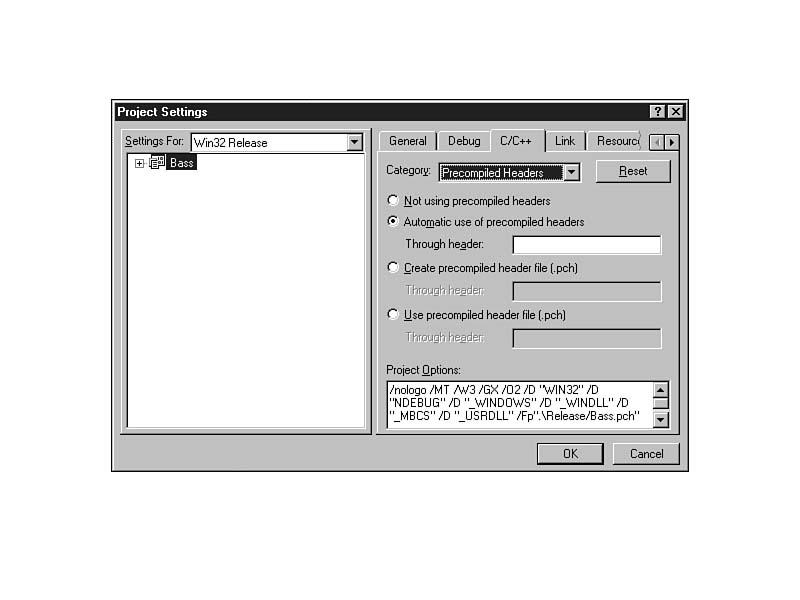 Project Settings
Settings For: Win32 Release
Bass
General Debug C/C++ Link Resourc
Category: Precompiled Headers Reset
Not using precompiled headers
Automatic use of precompiled headers
Through header:
Create precompiled header file (.pch)
Through header:
Use precompiled header file (.pch)
Through header:
Project Options:
/nologo /MT /W3 /GX /O2 /D "WIN32" /D
"NDEBUG" /D "_WINDOWS" /D "_WINDLL" /D
"_MBCS" /D "_USRDLL" /Fp".\Release/Bass.pch"
OK Cancel